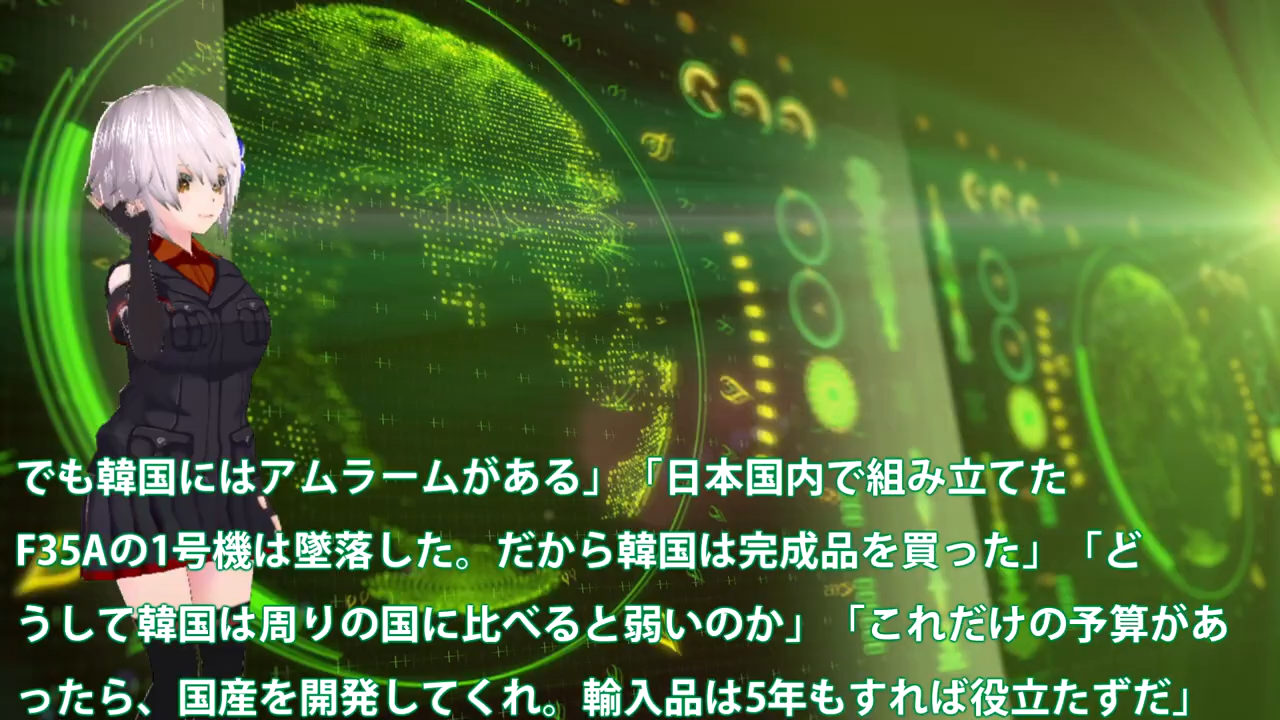 でも韓国にはアムラームがある」「日本国内で組み立てた
F35Aの1号機は墜落した。だから韓国は完成品を買った」「ど
うして韓国は周りの国に比べると弱いのか」「これだけの予算があ
ったら、国産を開発してくれ。輸入品は5年もすれば役立たずだ」